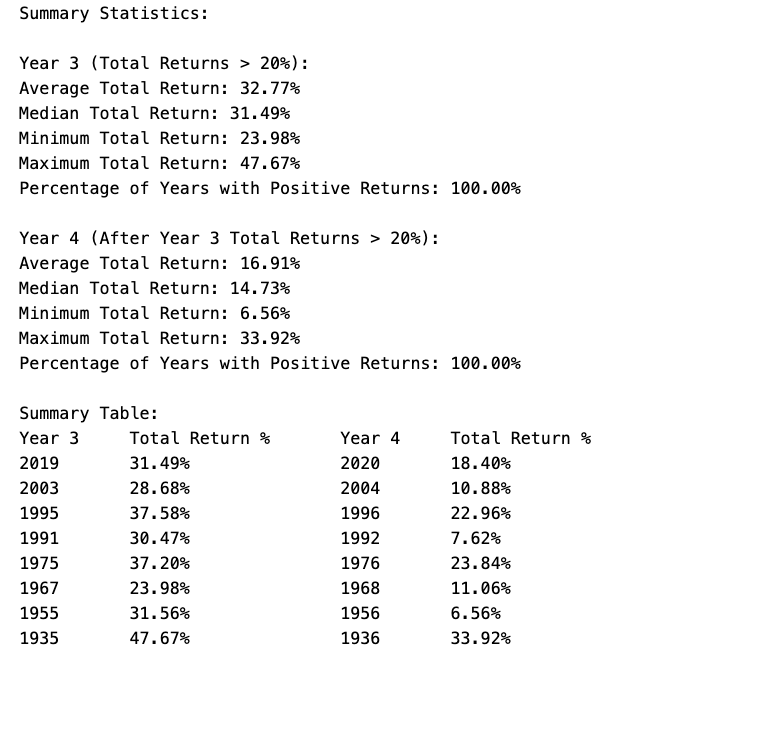 Summary Statistics:
Year 3 (Total Returns > 20%):
Average Total Return: 32.77%
Median Total Return: 31.49%
Minimum Total Return: 23.98%
Maximum Total Return: 47.67%
Percentage of Years with Positive Returns: 100.00%
Year 4 (After Year 3 Total Returns > 20%):
Average Total Return: 16.91%
Median Total Return: 14.73%
Minimum Total Return: 6.56%
Maximum Total Return: 33.92%
Percentage of Years with Positive Returns: 100.00%
Summary Table:
Year 3 Total Return % Year 4 Total Return %
2019 31.49% 2020 18.40%
2003 28.68% 2004 10.88%
1995 37.58% 1996 22.96%
1991 30.47% 1992 7.62%
1975 37.20% 1976 23.84%
1967 23.98% 1968 11.06%
1955 31.56% 1956 6.56%
1935 47.67% 1936 33.92%